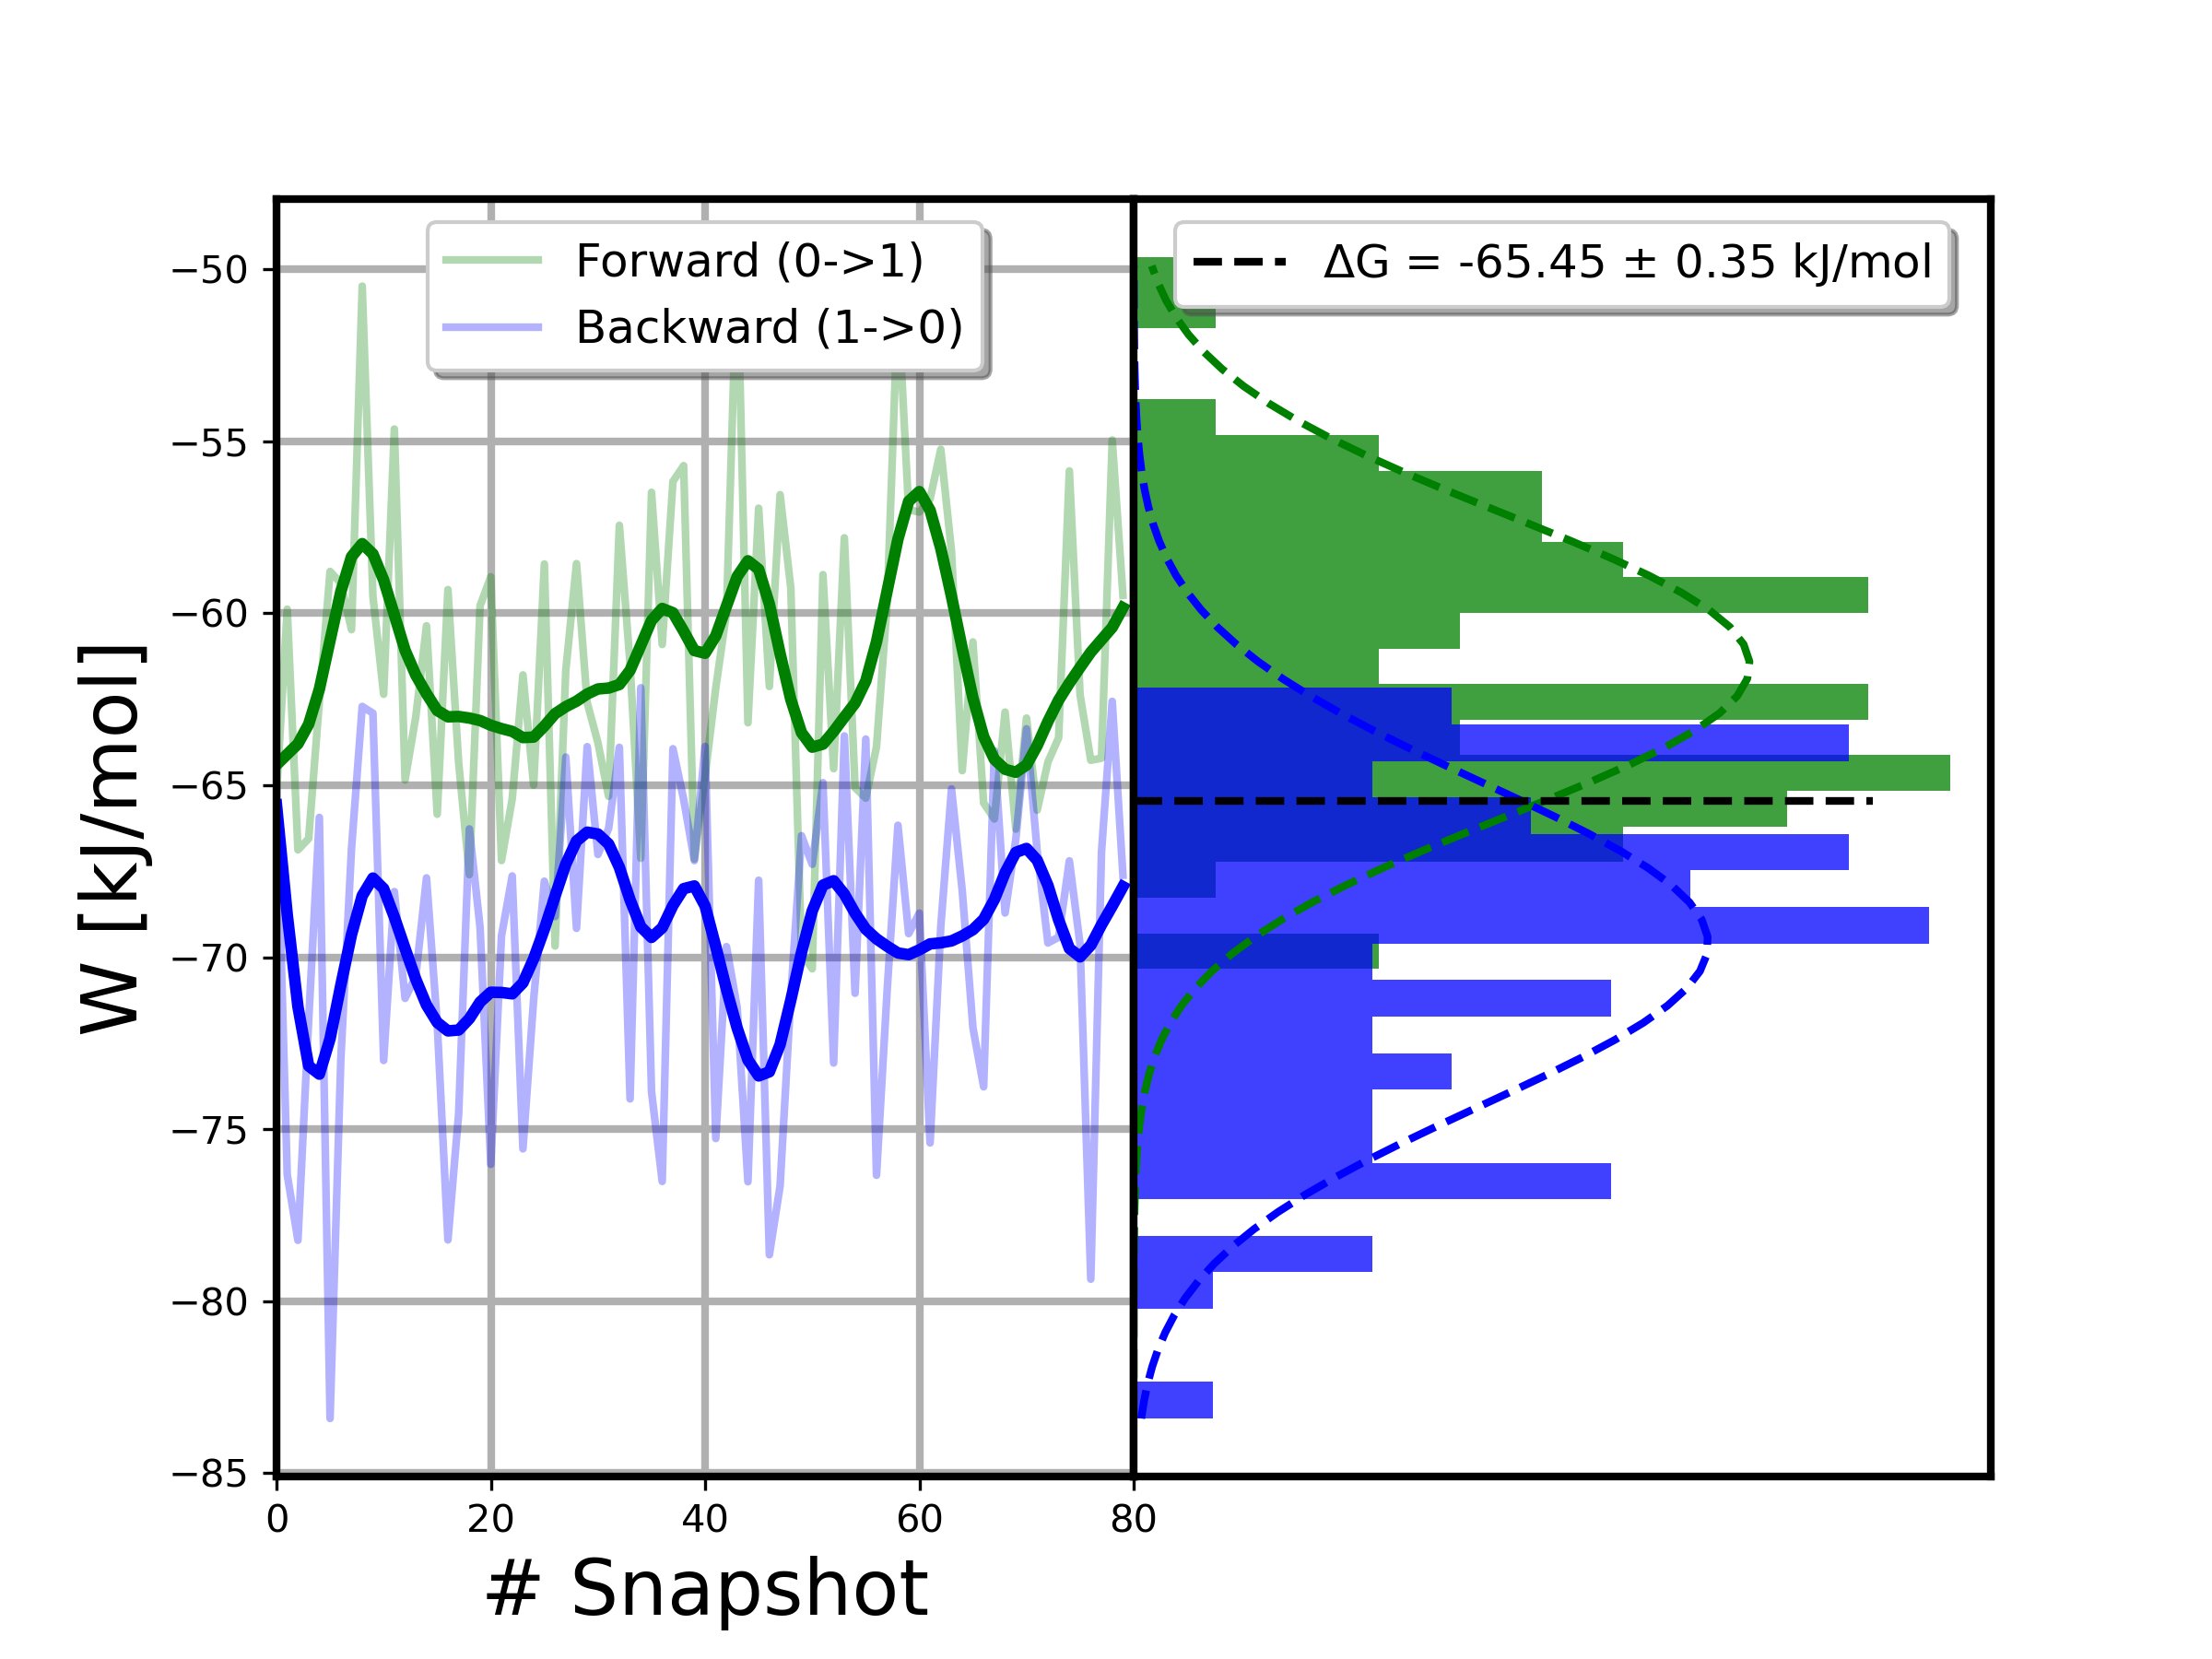 Forward (0->1)
Backward (1->0)
ΔG = -65.45 ± 0.35 kJ/mol
W [kJ/mol]
−50
−55
−60
−65
−70
−75
−80
−85
0 20 40 60 80
# Snapshot